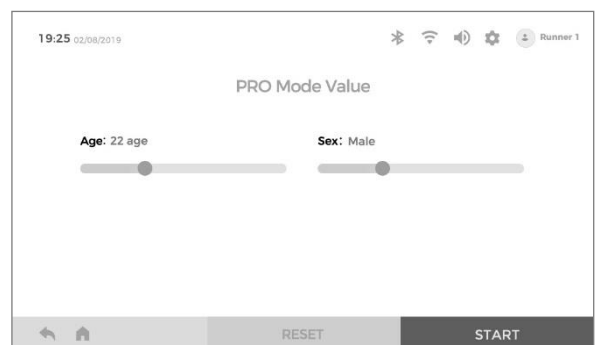 19:25 02/08/2019 Runner 1
PRO Mode Value
Age: 22 age Sex: Male
RESET START